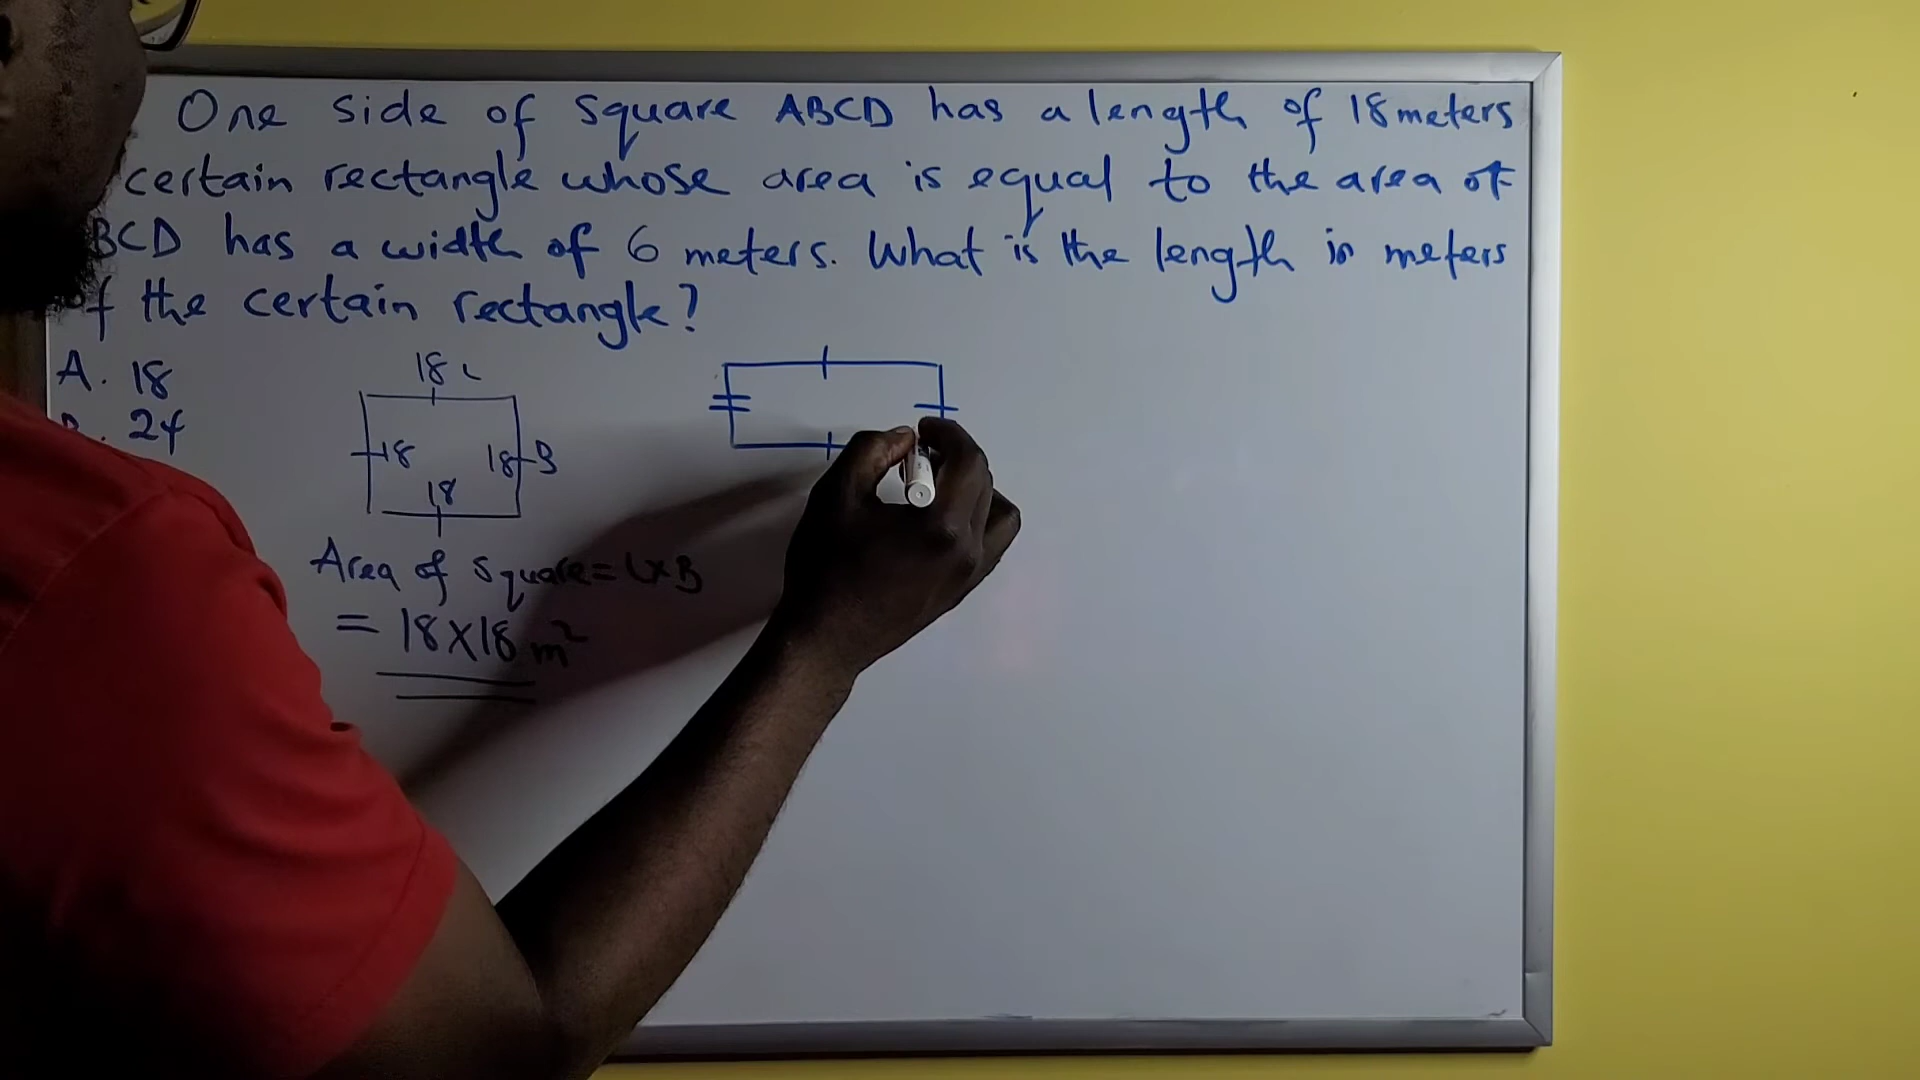 One side of square ABCD has a length of 18 meters
certain rectangle whose area is equal to the area of
BCD has a width of 6 meters. What is the length in meters
of the certain rectangle?
A. 18
B. 24
18 L
18
18 B
18
Area of square = L×B
= 18×18 m²